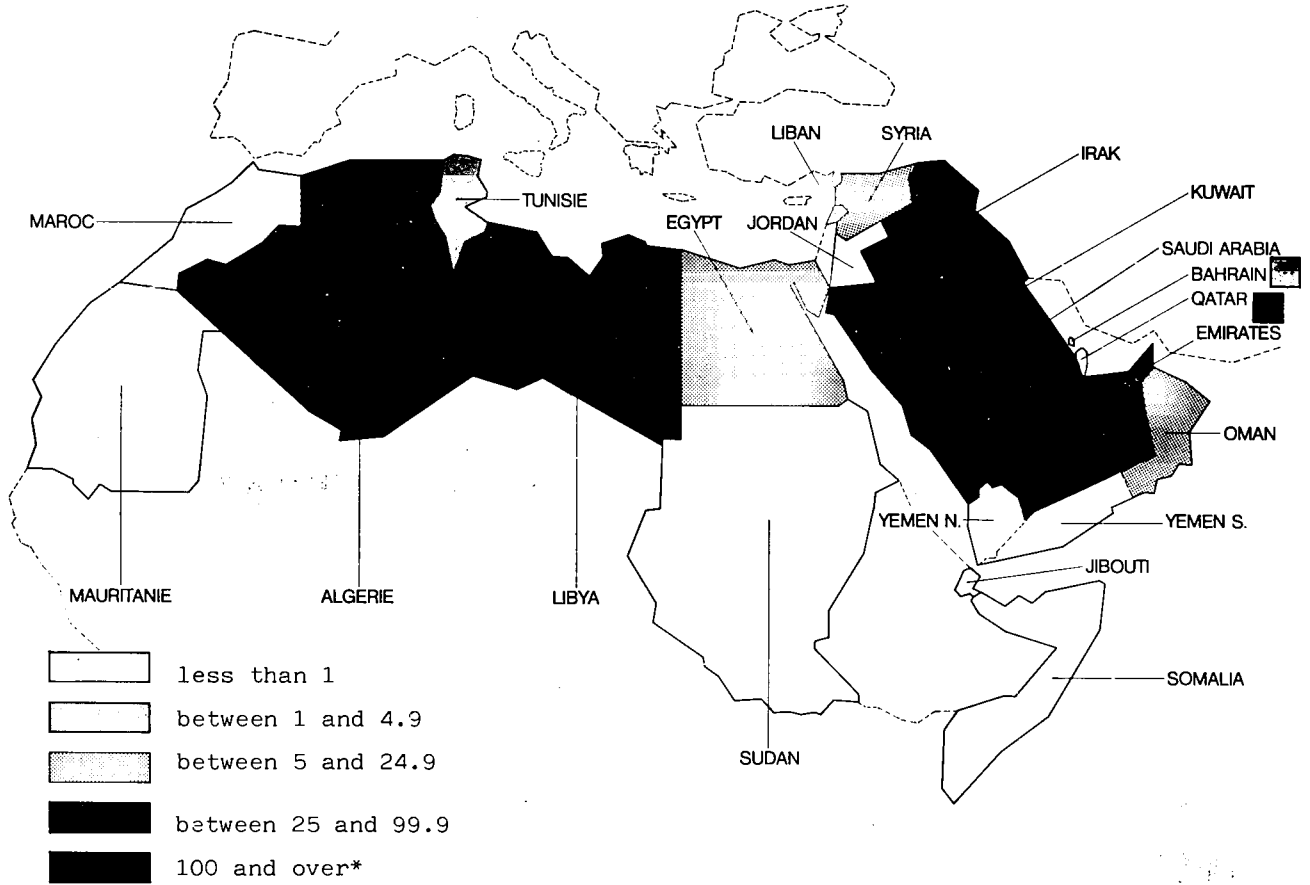 LIBAN
SYRIA
IRAK
TUNISIE
KUWAIT
MAROC
EGYPT
JORDAN
SAUDI ARABIA
BAHRAIN
QATAR
EMIRATES
OMAN
YEMEN N.
YEMEN S.
JIBOUTI
MAURITANIE
ALGERIE
LIBYA
SOMALIA
SUDAN
less than 1
between 1 and 4.9
between 5 and 24.9
between 25 and 99.9
100 and over*